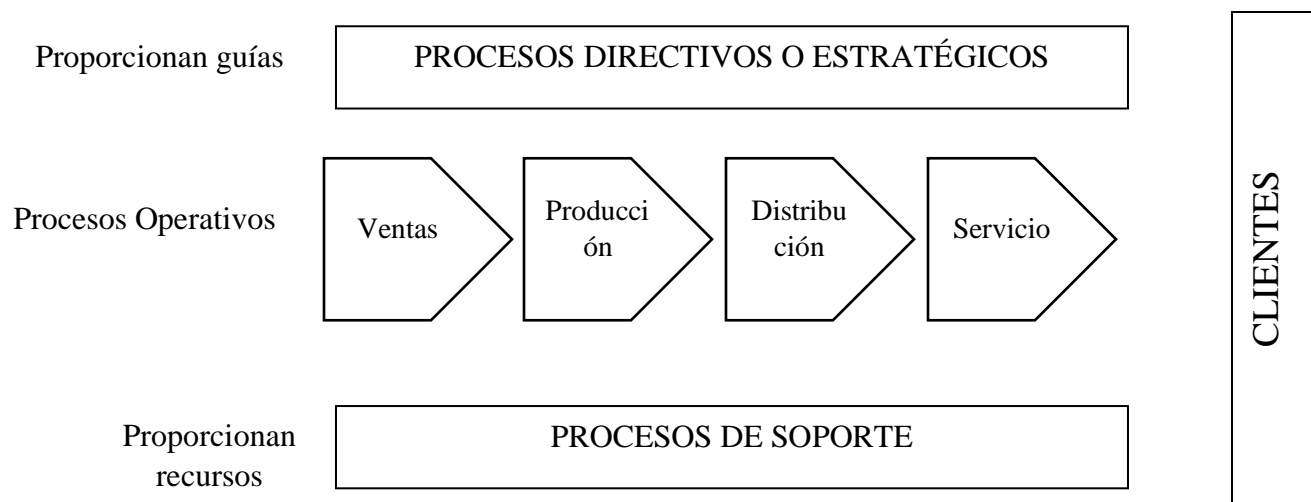 Proporcionan guías
PROCESOS DIRECTIVOS O ESTRATÉGICOS
Procesos Operativos
Ventas
Producci
ón
Distribu
ción
Servicio
CLIENTES
Proporcionan
recursos
PROCESOS DE SOPORTE